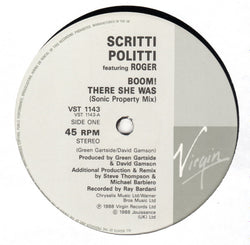 SCRITTI
POLITTI
featuring ROGER
BOOM!
THERE SHE WAS
(Sonic Property Mix)
VST 1143
VST 1143-A
SIDE ONE
45 RPM
STEREO
(Green Gartside/David Gamson)
Produced by Green Gartside
and David Gamson
Additional Production & Remix
by Steve Thompson &
Michael Barbiero
Recorded by Ray Bardani
Chrysalis Music Ltd/Warner
Bros Music Ltd
℗ 1988 Virgin Records Ltd
© 1988 Jouissance
(UK) Ltd
Virgin